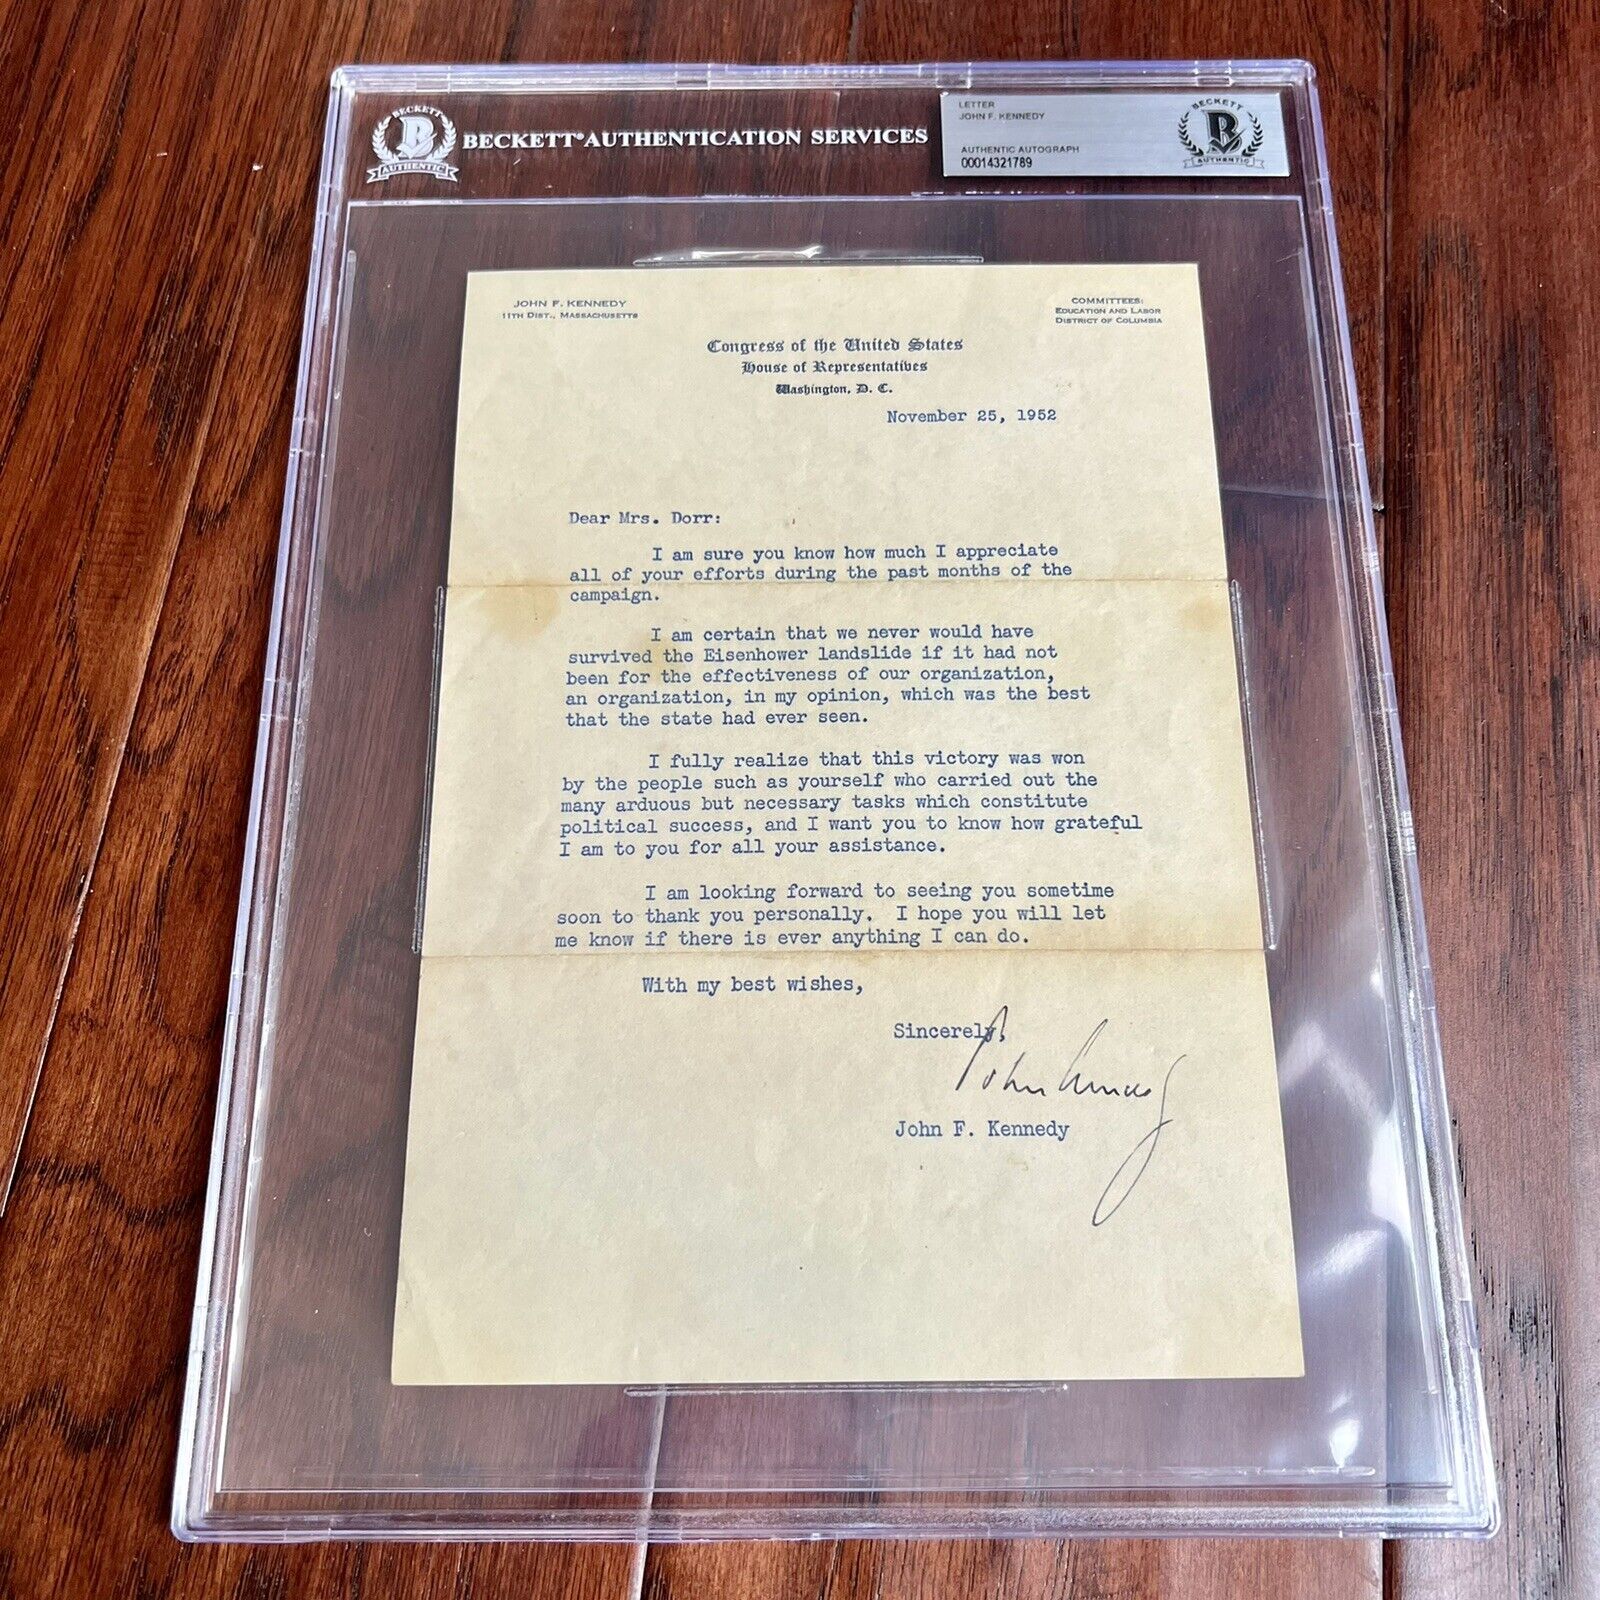 BECKETT
B
AUTHENTIC
BECKETT® AUTHENTICATION SERVICES
LETTER
JOHN F. KENNEDY
AUTHENTIC AUTOGRAPH
00014321789
BECKETT
B
AUTHENTIC
JOHN F. KENNEDY
11TH DIST., MASSACHUSETTS
COMMITTEES:
EDUCATION AND LABOR
DISTRICT OF COLUMBIA
Congress of the United States
House of Representatives
Washington, D. C.
November 25, 1952
Dear Mrs. Dorr:
I am sure you know how much I appreciate
all of your efforts during the past months of the
campaign.
I am certain that we never would have
survived the Eisenhower landslide if it had not
been for the effectiveness of our organization,
an organization, in my opinion, which was the best
that the state had ever seen.
I fully realize that this victory was won
by the people such as yourself who carried out the
many arduous but necessary tasks which constitute
political success, and I want you to know how grateful
I am to you for all your assistance.
I am looking forward to seeing you sometime
soon to thank you personally. I hope you will let
me know if there is ever anything I can do.
With my best wishes,
Sincerely,
John Kennedy
John F. Kennedy